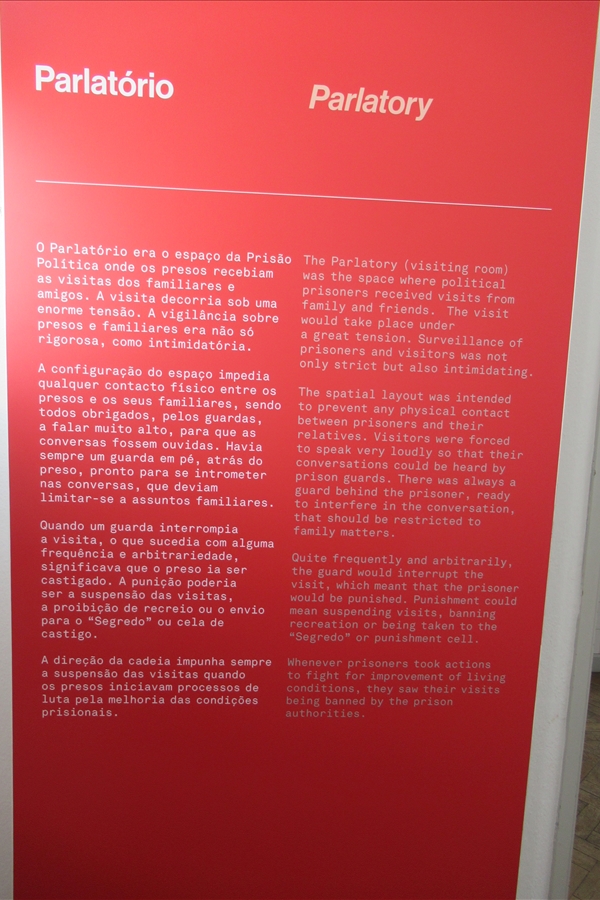 Parlatório
O Parlatório era o espaço da Prisão
Política onde os presos recebiam
as visitas dos familiares e
amigos. A visita decorria sob uma
enorme tensão. A vigilância sobre
presos e familiares era não só
rigorosa, como intimidatória.
A configuração do espaço impedia
qualquer contacto físico entre os
presos e os seus familiares, sendo
todos obrigados, pelos guardas,
a falar muito alto, para que as
conversas fossem ouvidas. Havia
sempre um guarda em pé, atrás do
preso, pronto para se intrometer
nas conversas, que deviam
limitar-se a assuntos familiares.
Quando um guarda interrompia
a visita, o que sucedia com alguma
frequência e arbitrariedade,
significava que o preso ia ser
castigado. A punição poderia
ser a suspensão das visitas,
a proibição de recreio ou o envio
para o “Segredo” ou cela de
castigo.
A direção da cadeia impunha sempre
a suspensão das visitas quando
os presos iniciavam processos de
luta pela melhoria das condições
prisionais.
Parlatory
The Parlatory (visiting room)
was the space where political
prisoners received visits from
family and friends. The visit
would take place under
a great tension. Surveillance of
prisoners and visitors was not
only strict but also intimidating.
The spatial layout was intended
to prevent any physical contact
between prisoners and their
relatives. Visitors were forced
to speak very loudly so that their
conversations could be heard by
prison guards. There was always a
guard behind the prisoner, ready
to interfere in the conversation,
that should be restricted to
family matters.
Quite frequently and arbitrarily,
the guard would interrupt the
visit, which meant that the prisoner
would be punished. Punishment could
mean suspending visits, banning
recreation or being taken to the
“Segredo” or punishment cell.
Whenever prisoners took actions
to fight for improvement of living
conditions, they saw their visits
being banned by the prison
authorities.